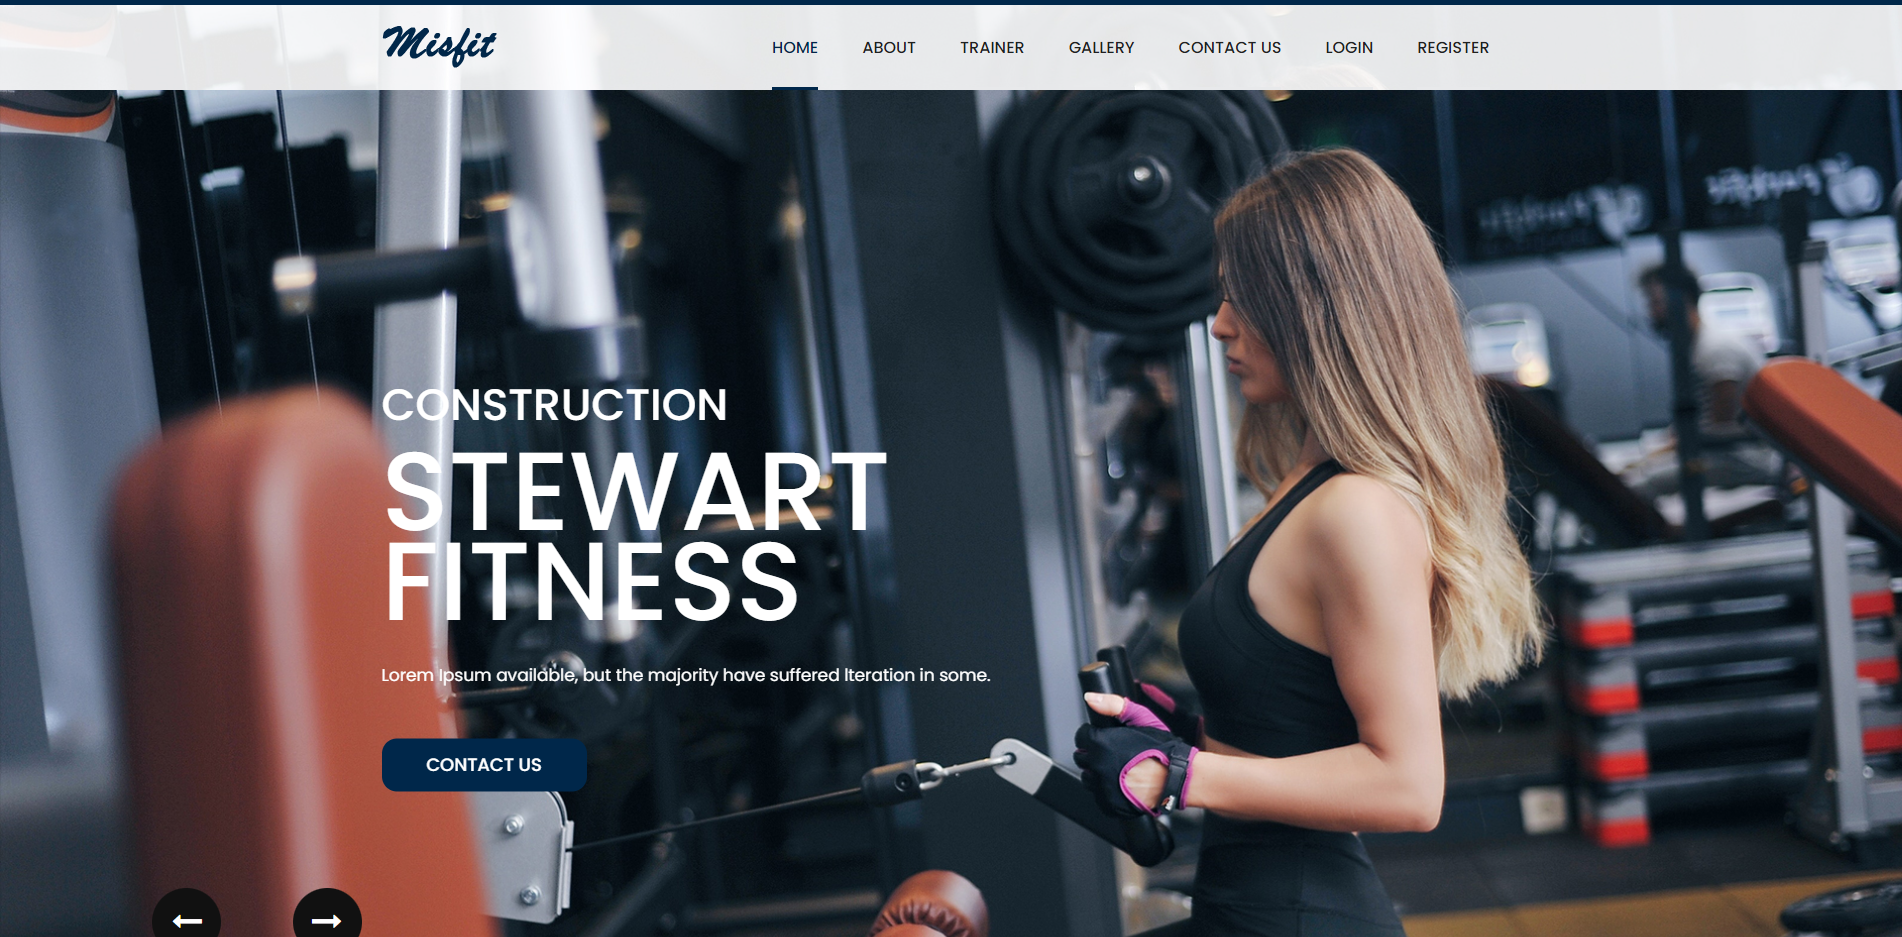 Misfit
HOME ABOUT TRAINER GALLERY CONTACT US LOGIN REGISTER
CONSTRUCTION
STEWART
FITNESS
Lorem Ipsum available, but the majority have suffered lteration in some.
CONTACT US